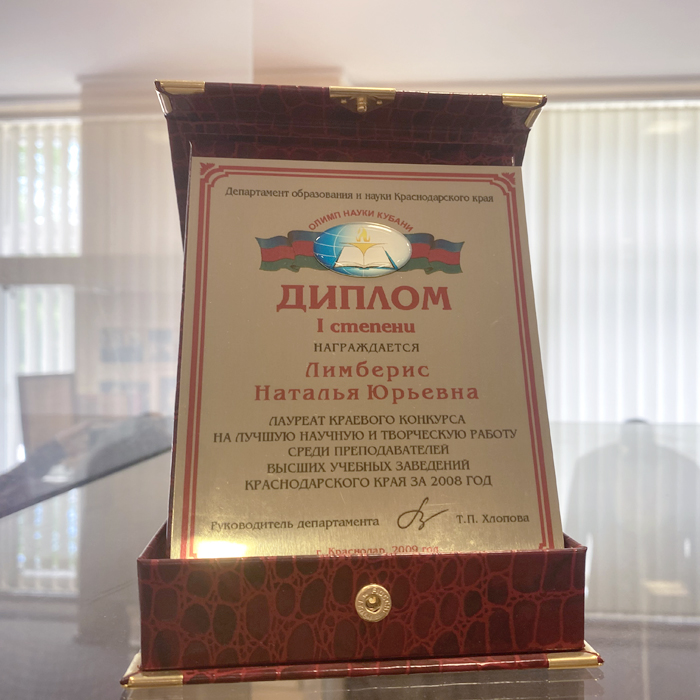 Департамент образования и науки Краснодарского края
ОЛИМП НАУКИ КУБАНИ
ДИПЛОМ
I степени
НАГРАЖДАЕТСЯ
Лимберис
Наталья Юрьевна
ЛАУРЕАТ КРАЕВОГО КОНКУРСА
НА ЛУЧШУЮ НАУЧНУЮ И ТВОРЧЕСКУЮ РАБОТУ
СРЕДИ ПРЕПОДАВАТЕЛЕЙ
ВЫСШИХ УЧЕБНЫХ ЗАВЕДЕНИЙ
КРАСНОДАРСКОГО КРАЯ ЗА 2008 ГОД
Руководитель департамента Т.П. Хлопова
г. Краснодар, 2009 год